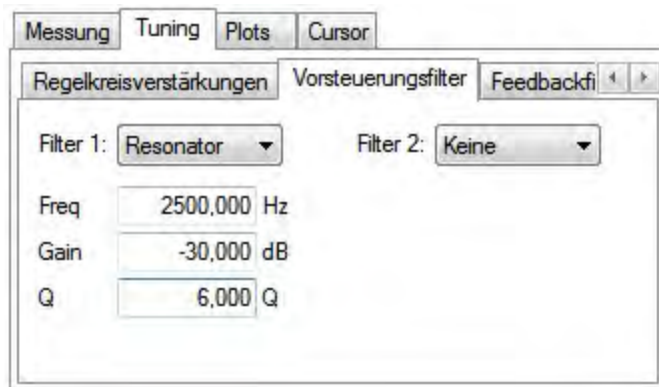 Messung Tuning Plots Cursor
Regelkreisverstärkungen Vorsteuerungsfilter Feedbackfi
Filter 1: Resonator Filter 2: Keine
Freq 2500,000 Hz
Gain -30,000 dB
Q 6,000 Q